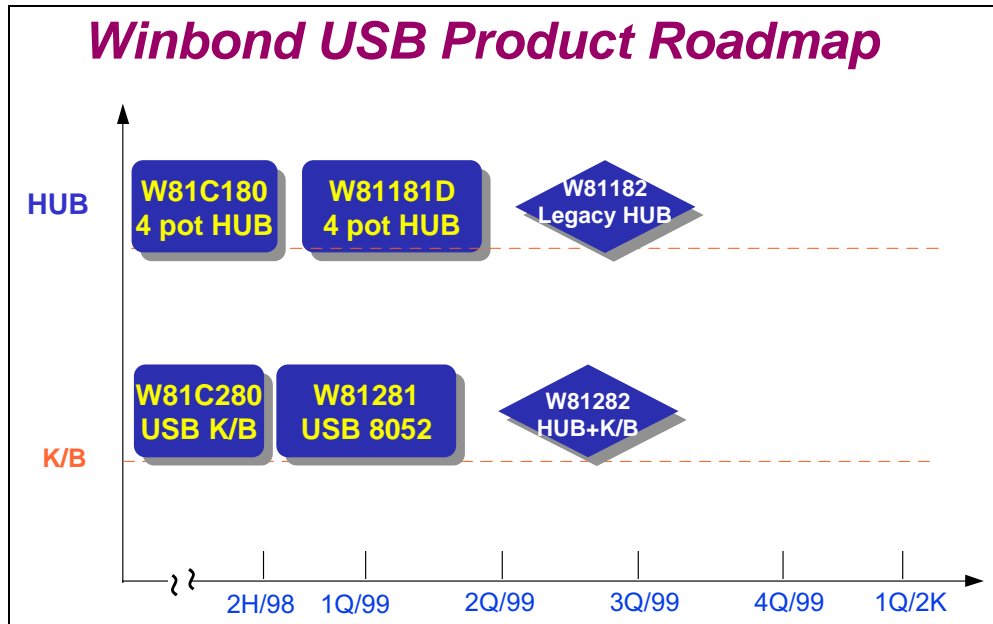 Winbond USB Product Roadmap
HUB
W81C180
4 pot HUB
W81181D
4 pot HUB
W81182
Legacy HUB
K/B
W81C280
USB K/B
W81281
USB 8052
W81282
HUB+K/B
2H/98
1Q/99
2Q/99
3Q/99
4Q/99
1Q/2K